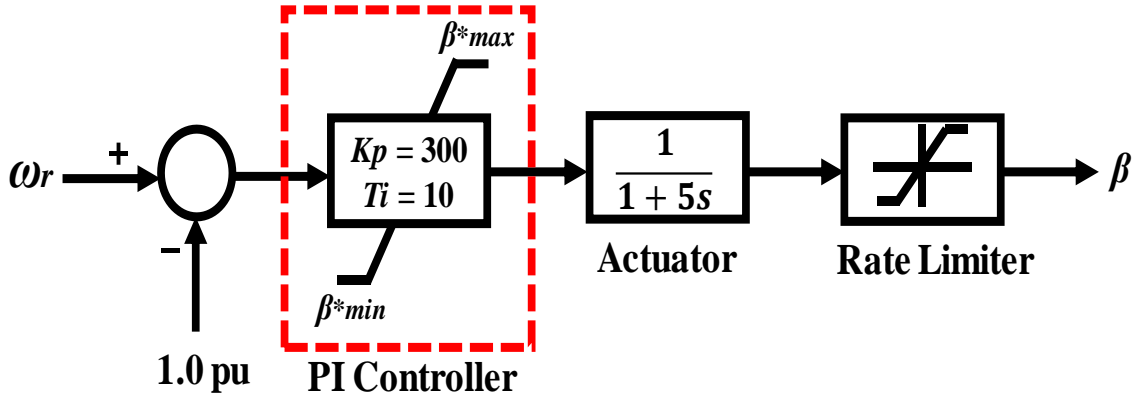 β*max
ωr
+
−
1.0 pu
Kp = 300
Ti = 10
β*min
PI Controller
1
1 + 5s
Actuator
Rate Limiter
β